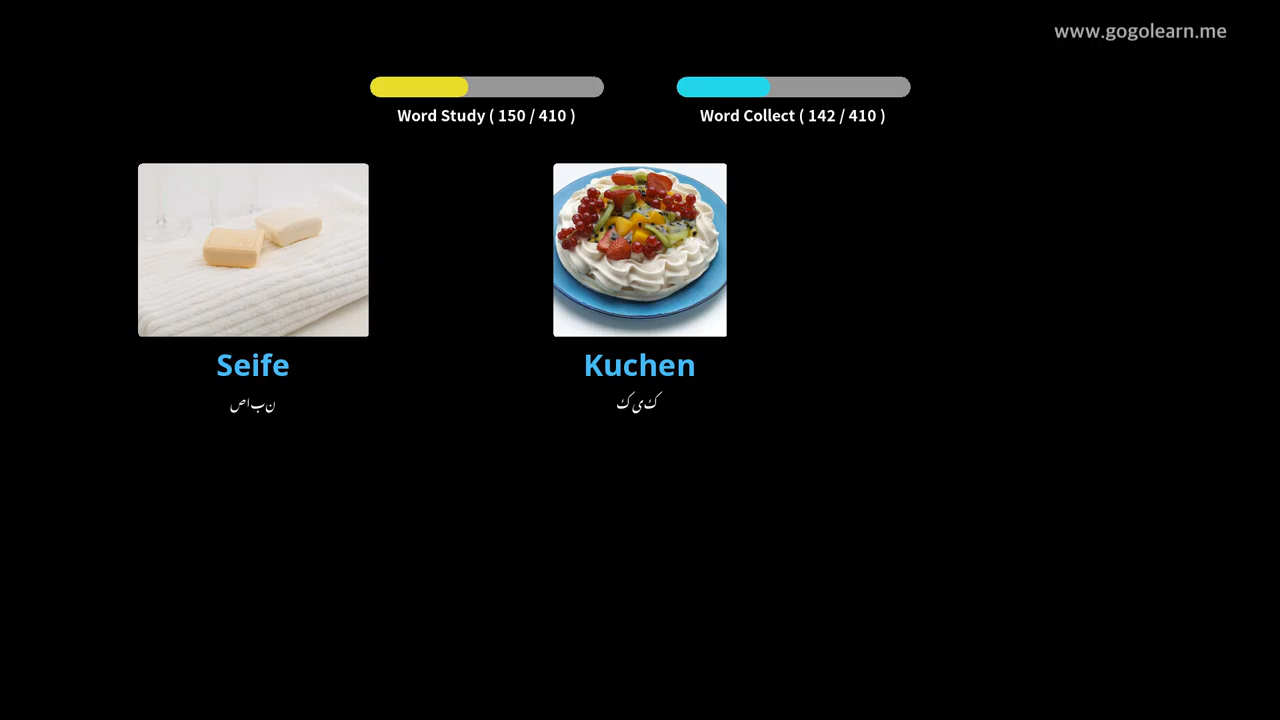 www.gogolearn.me
Word Study ( 150 / 410 )
Word Collect ( 142 / 410 )
Seife
صابن
Kuchen
کیک